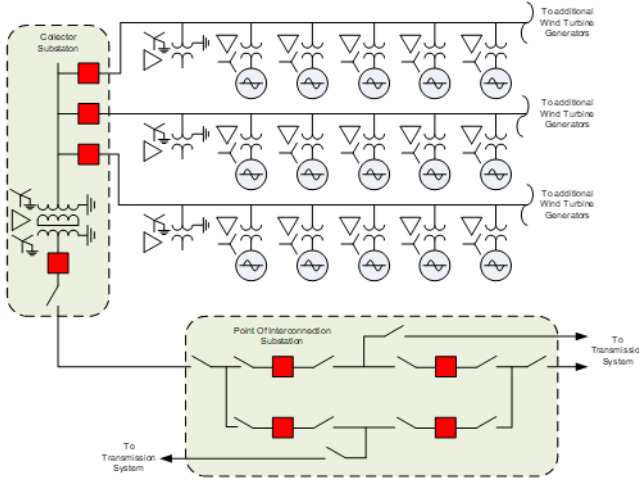 Collector
Substaton
To additional
Wind Turbine
Generators
To additional
Wind Turbine
Generators
To additional
Wind Turbine
Generators
Point Of Interconnection
Substation
To
Transmission
System
To
Transmission
System